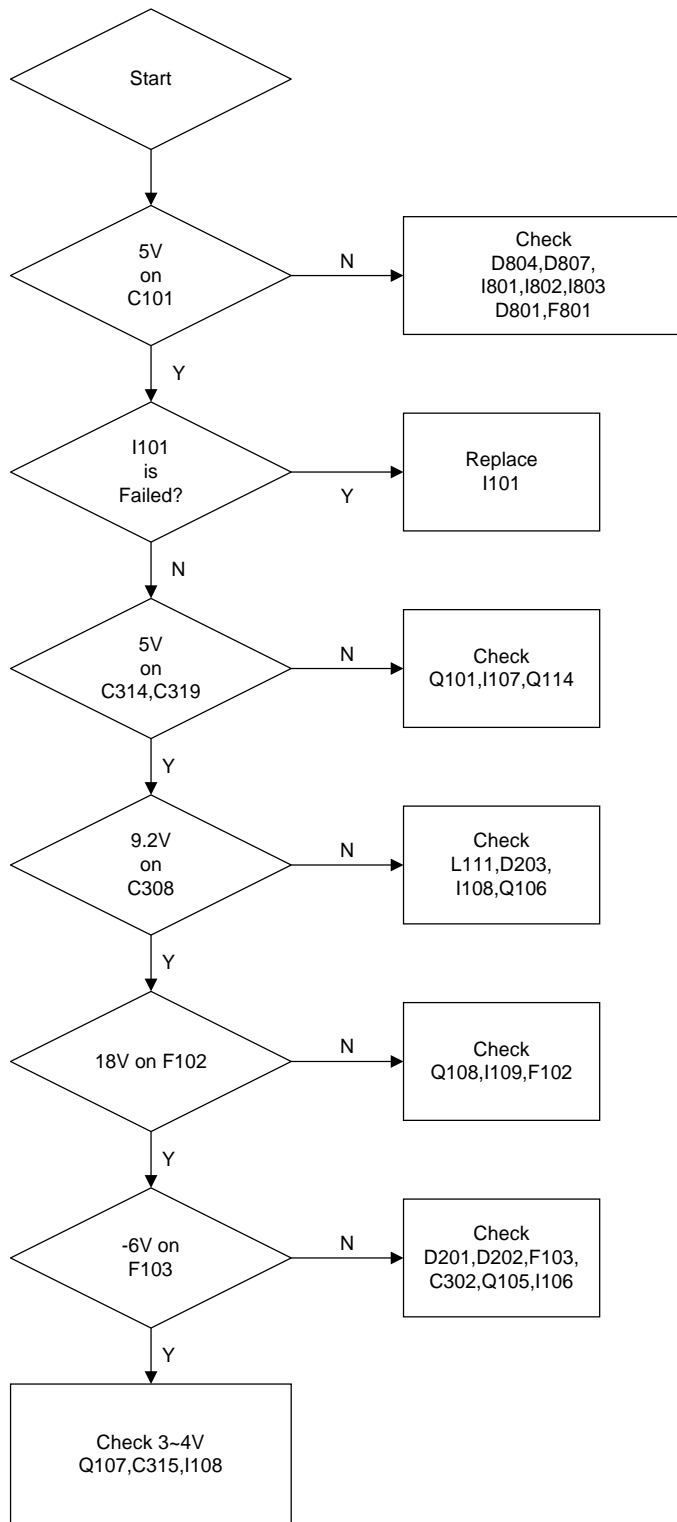 Start
5V
on
C101
N
Check
D804,D807,
I801,I802,I803
D801,F801
Y
I101
is
Failed?
Y
Replace
I101
N
5V
on
C314,C319
N
Check
Q101,I107,Q114
Y
9.2V
on
C308
N
Check
L111,D203,
I108,Q106
Y
18V on F102
N
Check
Q108,I109,F102
Y
-6V on
F103
N
Check
D201,D202,F103,
C302,Q105,I106
Y
Check 3~4V
Q107,C315,I108